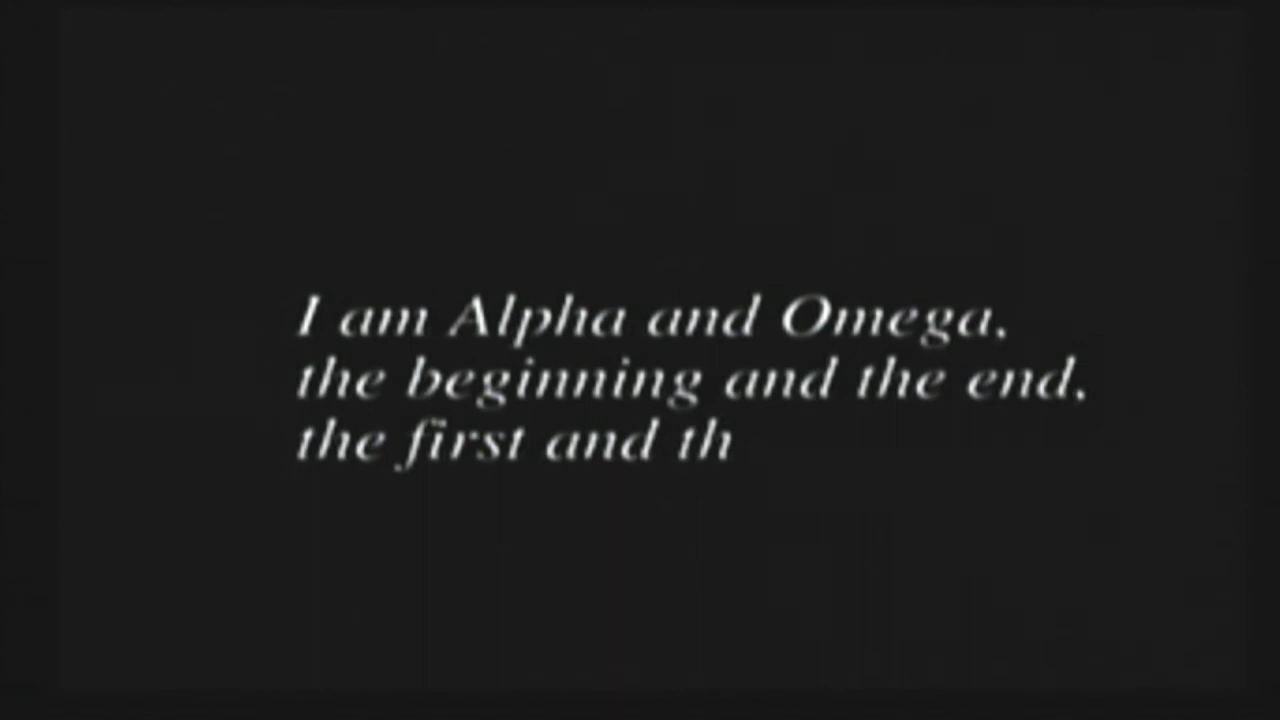 I am Alpha and Omega,
the beginning and the end,
the first and th